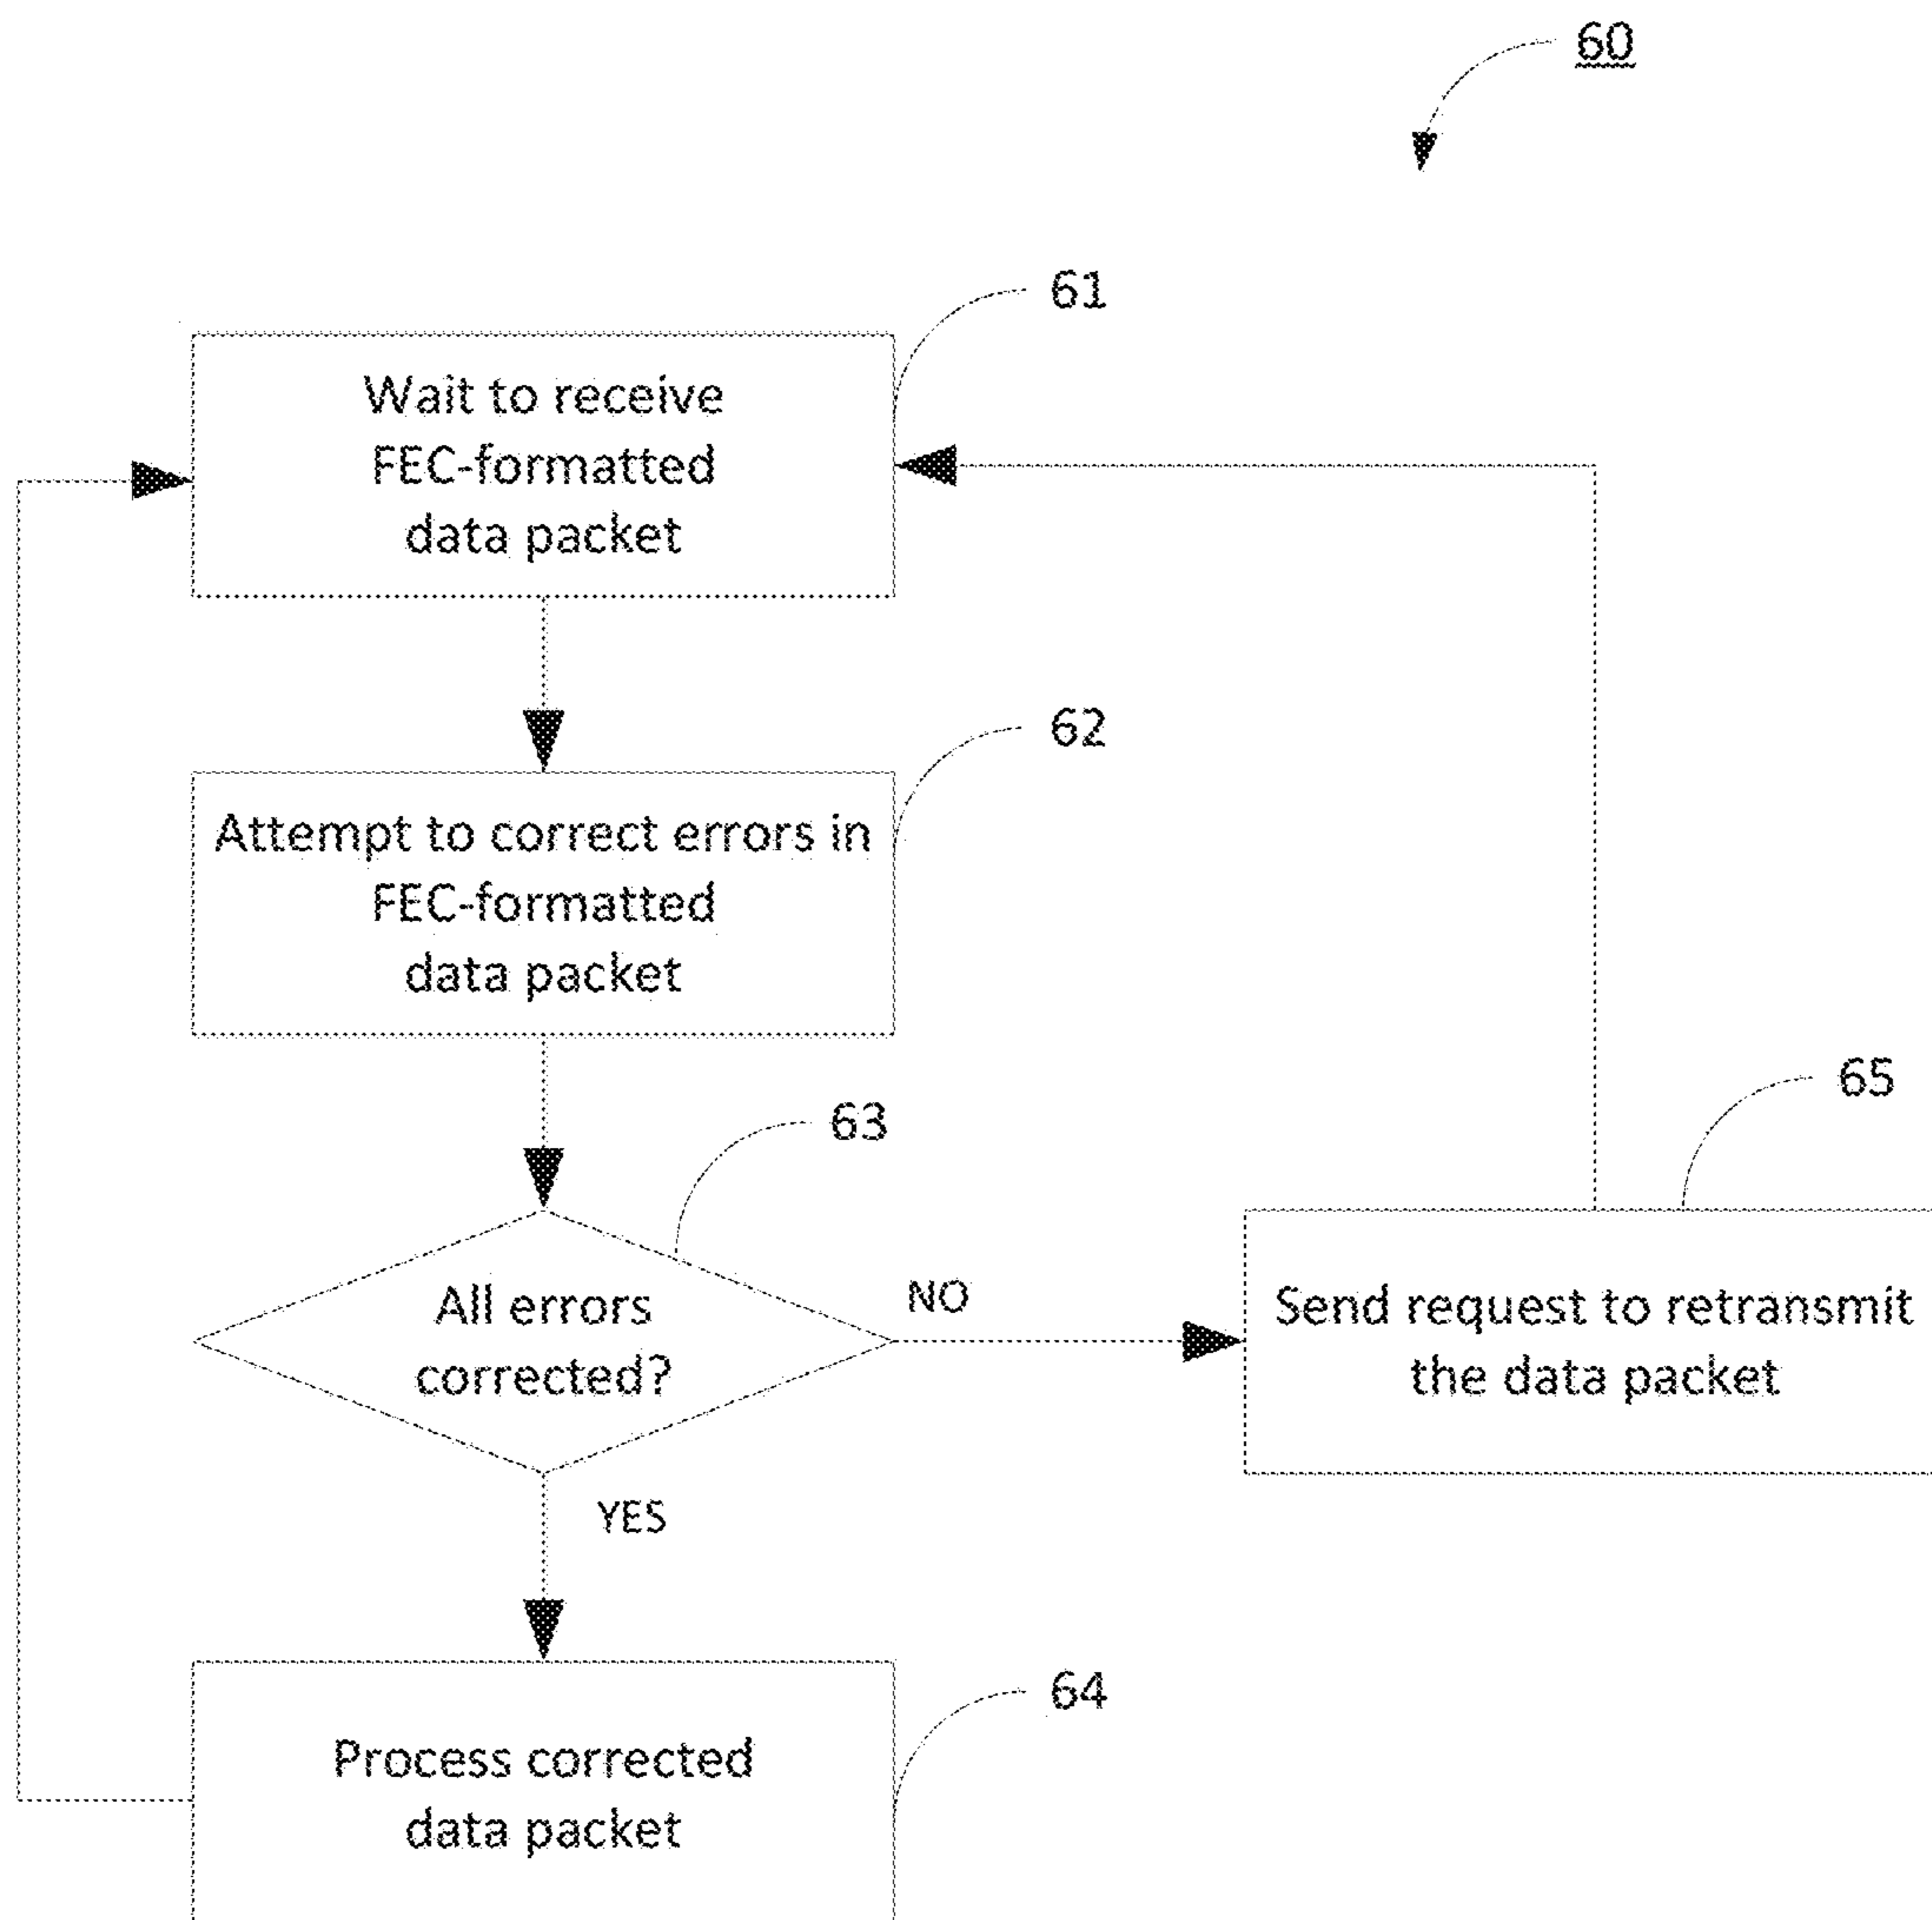 60
61
Wait to receive
FEC-formatted
data packet
62
Attempt to correct errors in
FEC-formatted
data packet
63
65
All errors
corrected?
NO
Send request to retransmit
the data packet
YES
64
Process corrected
data packet